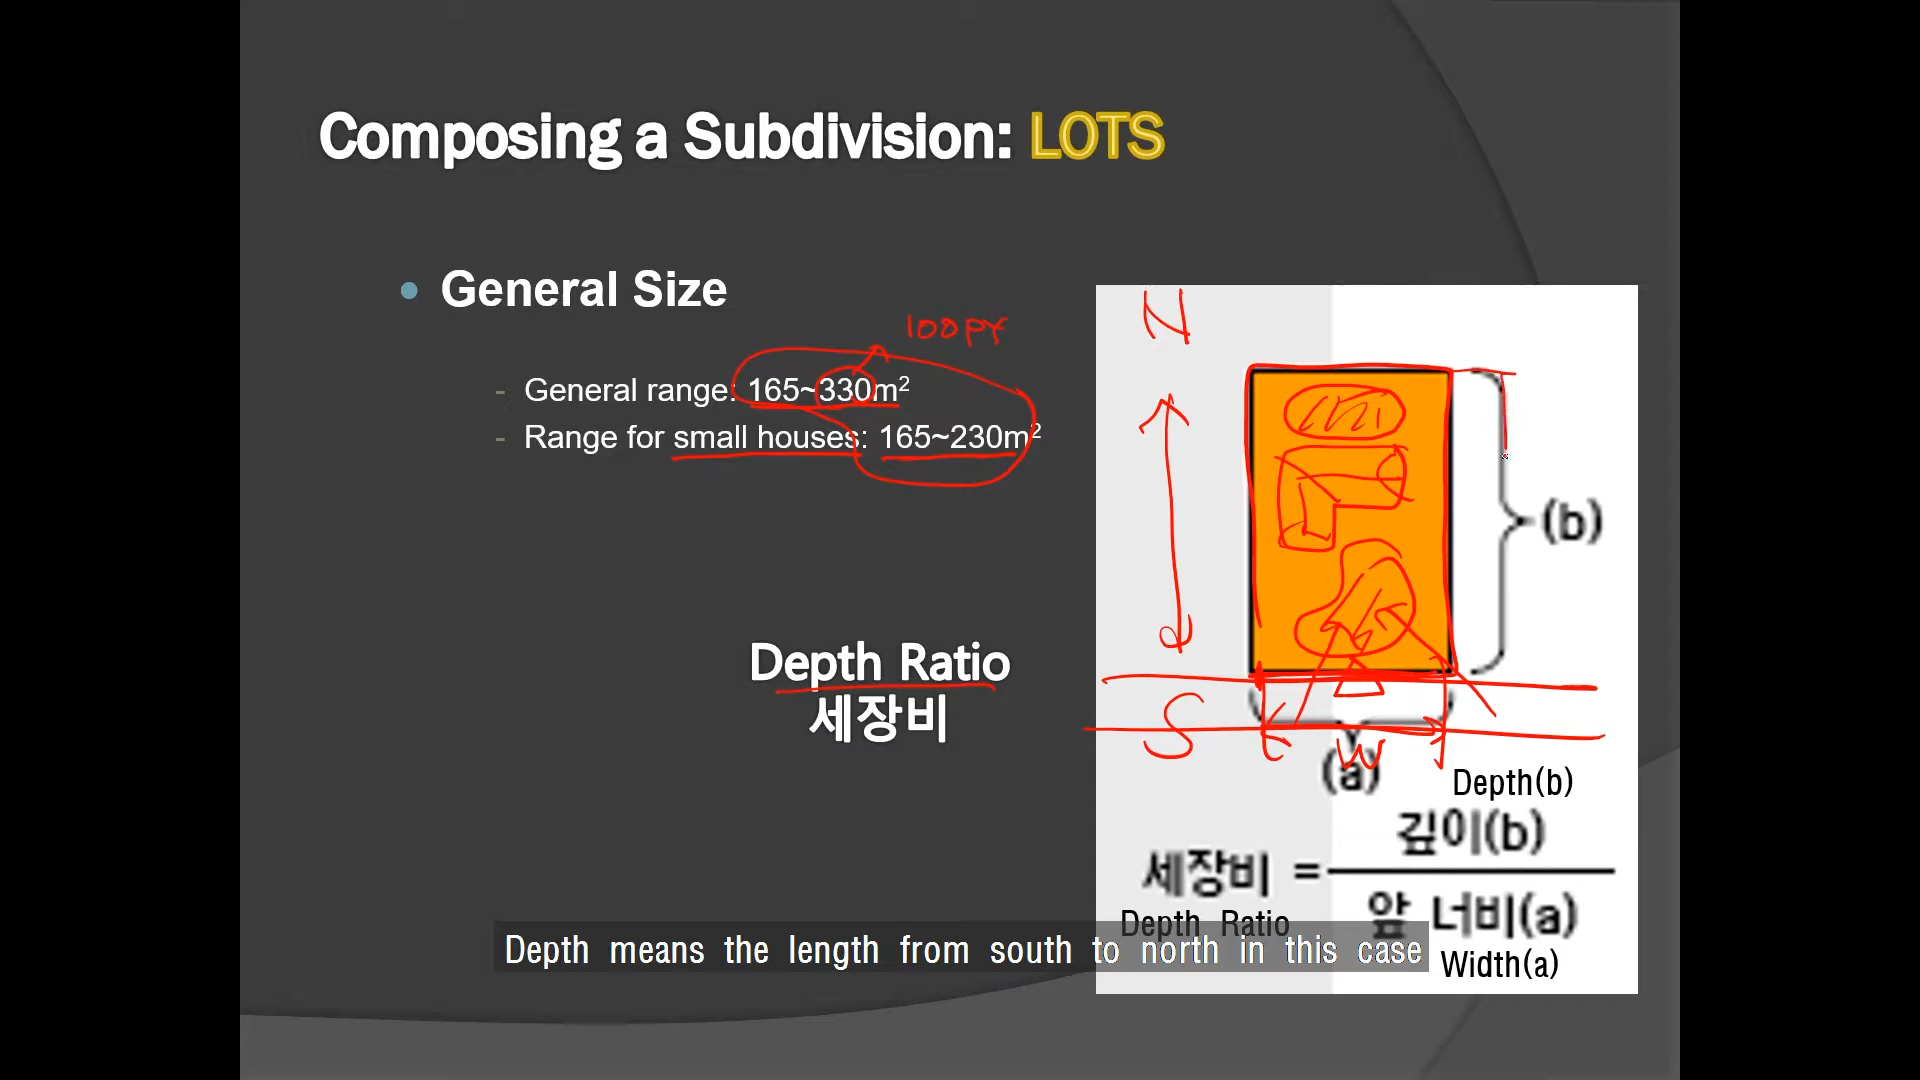 Composing a Subdivision: LOTS
• General Size
100py
- General range: 165~330m²
- Range for small houses: 165~230m²
Depth Ratio
세장비
N
S
(b)
W
(a)
Depth(b)
깊이(b)
세장비 =
앞 너비(a)
Depth Ratio
Width(a)
Depth means the length from south to north in this case